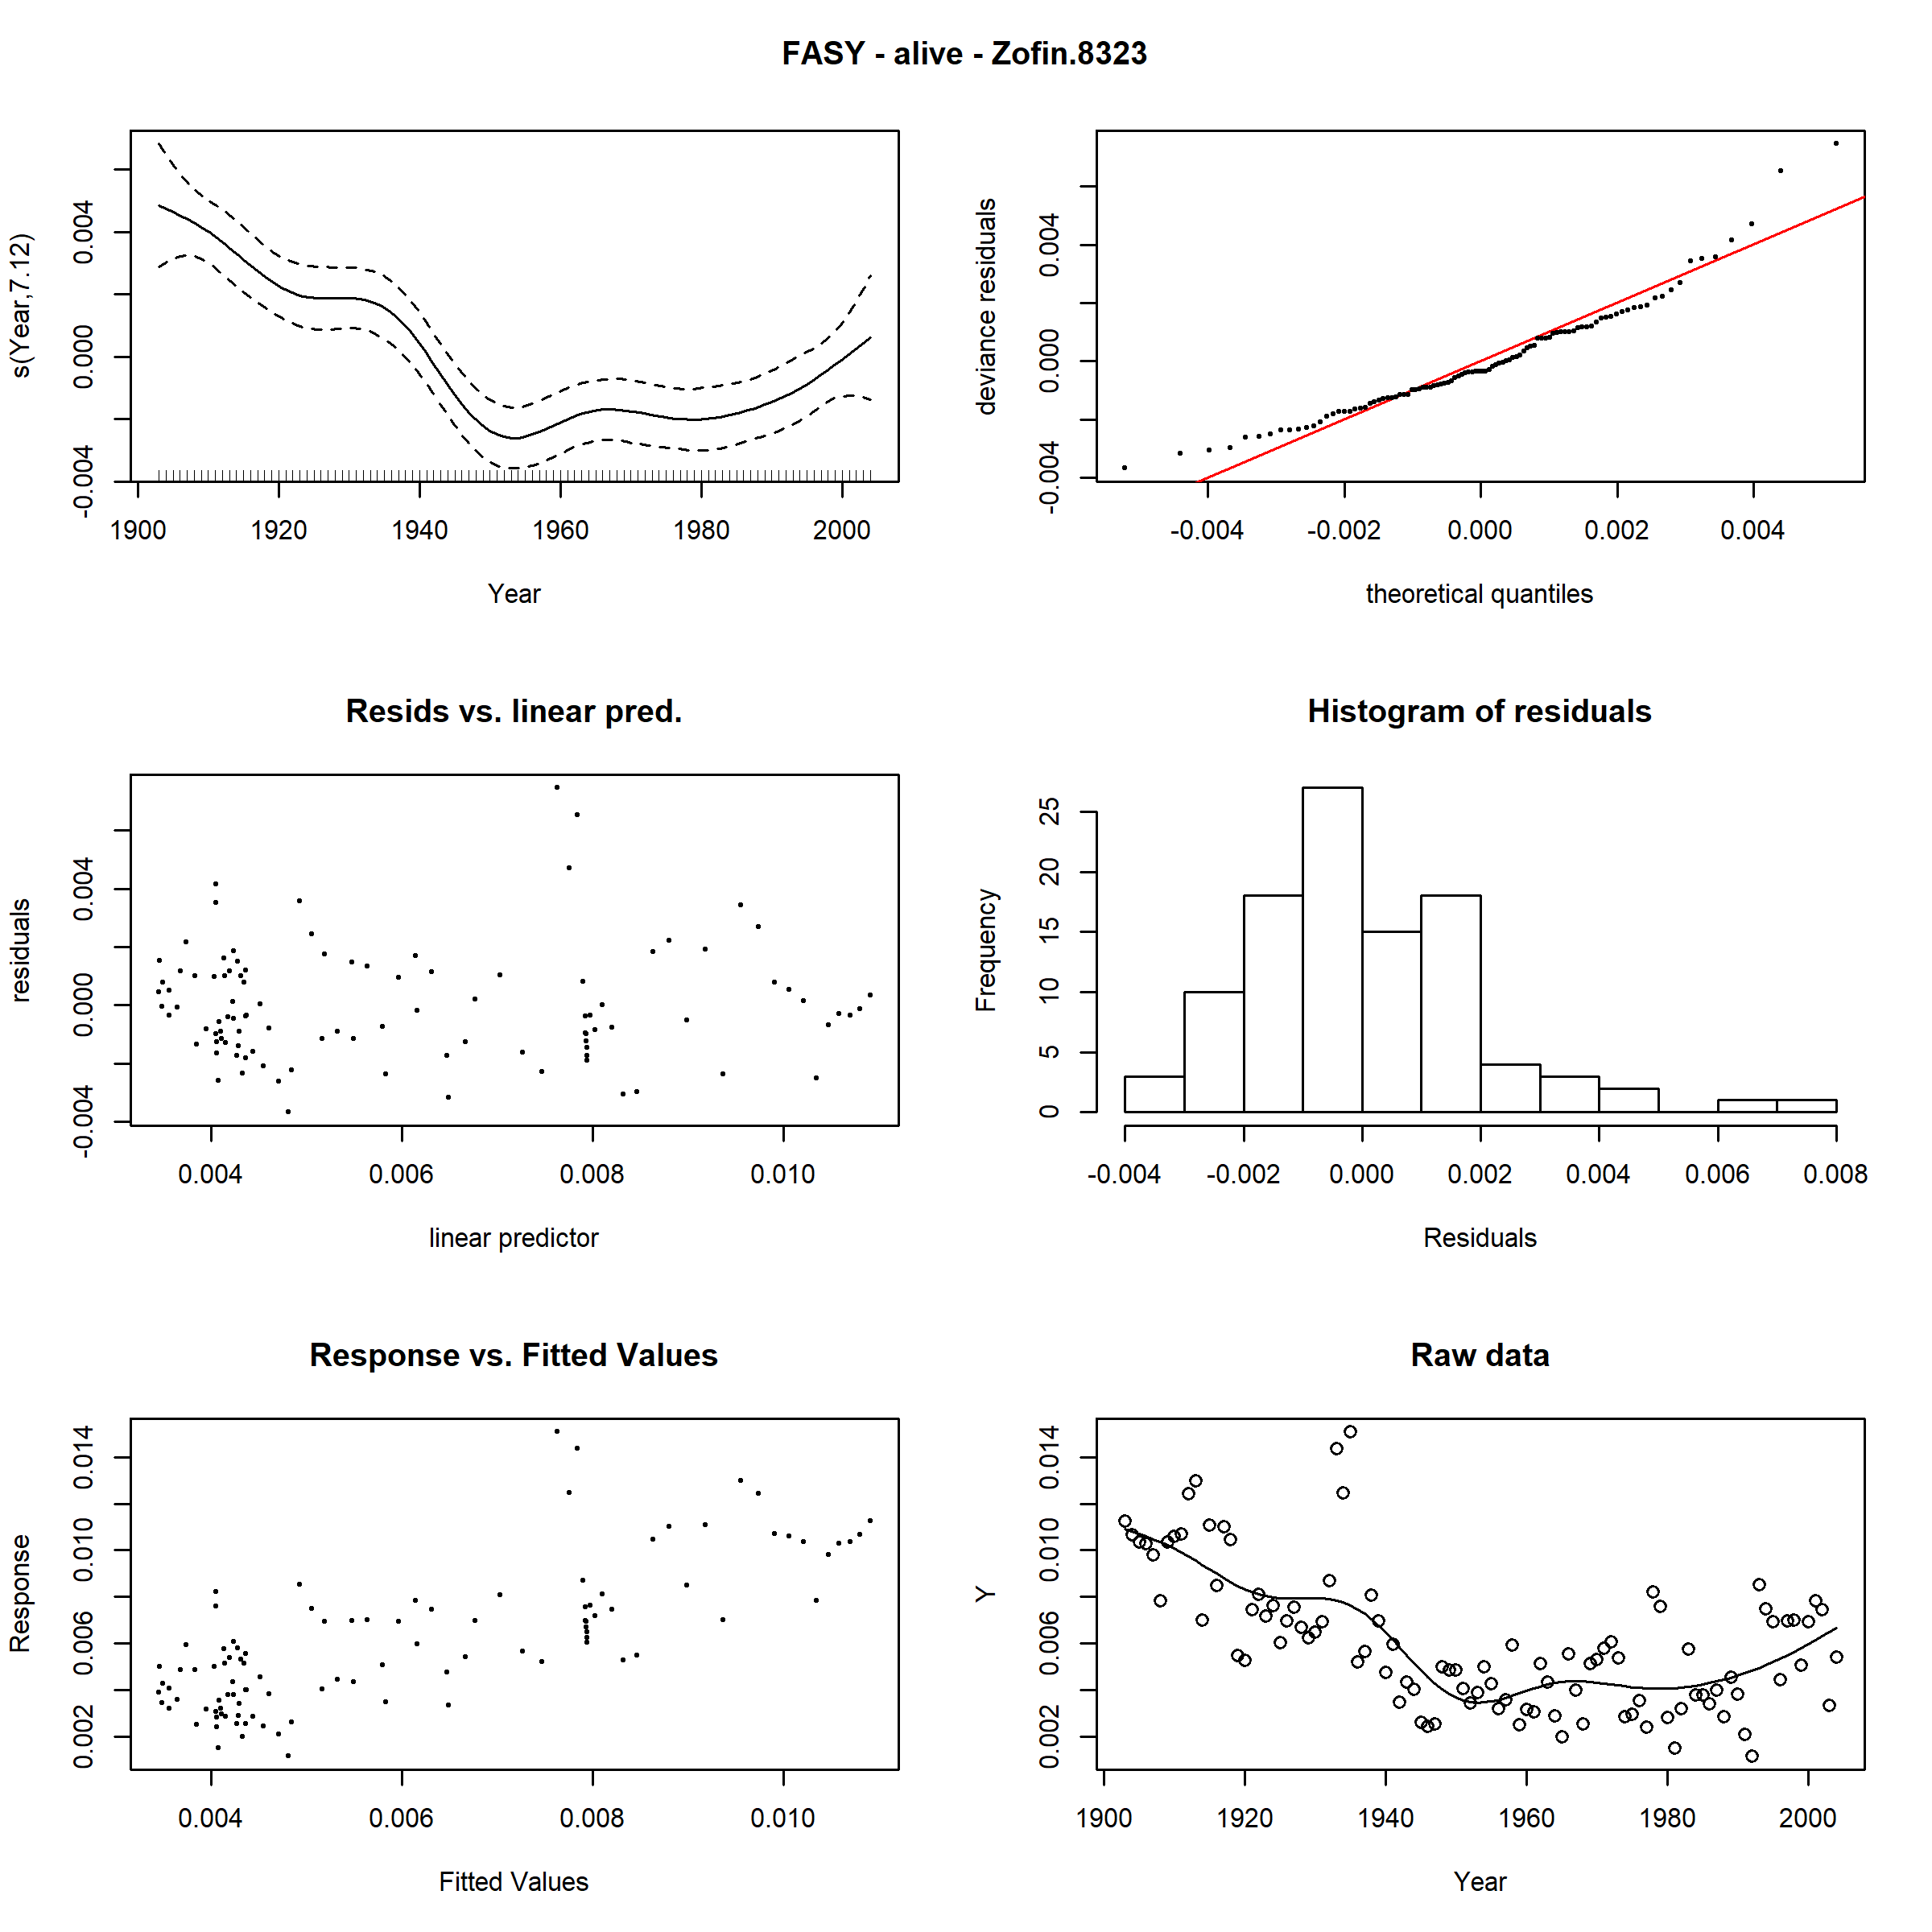 FASY - alive - Zofin.8323
s(Year,7.12)
-0.004 0.000 0.004
1900 1920 1940 1960 1980 2000
Year
deviance residuals
-0.004 0.000 0.004
-0.004 -0.002 0.000 0.002 0.004
theoretical quantiles
Resids vs. linear pred.
residuals
-0.004 0.000 0.004
0.004 0.006 0.008 0.010
linear predictor
Histogram of residuals
Frequency
0 5 10 15 20 25
-0.004 -0.002 0.000 0.002 0.004 0.006 0.008
Residuals
Response vs. Fitted Values
Response
0.002 0.006 0.010 0.014
0.004 0.006 0.008 0.010
Fitted Values
Raw data
Y
0.002 0.006 0.010 0.014
1900 1920 1940 1960 1980 2000
Year